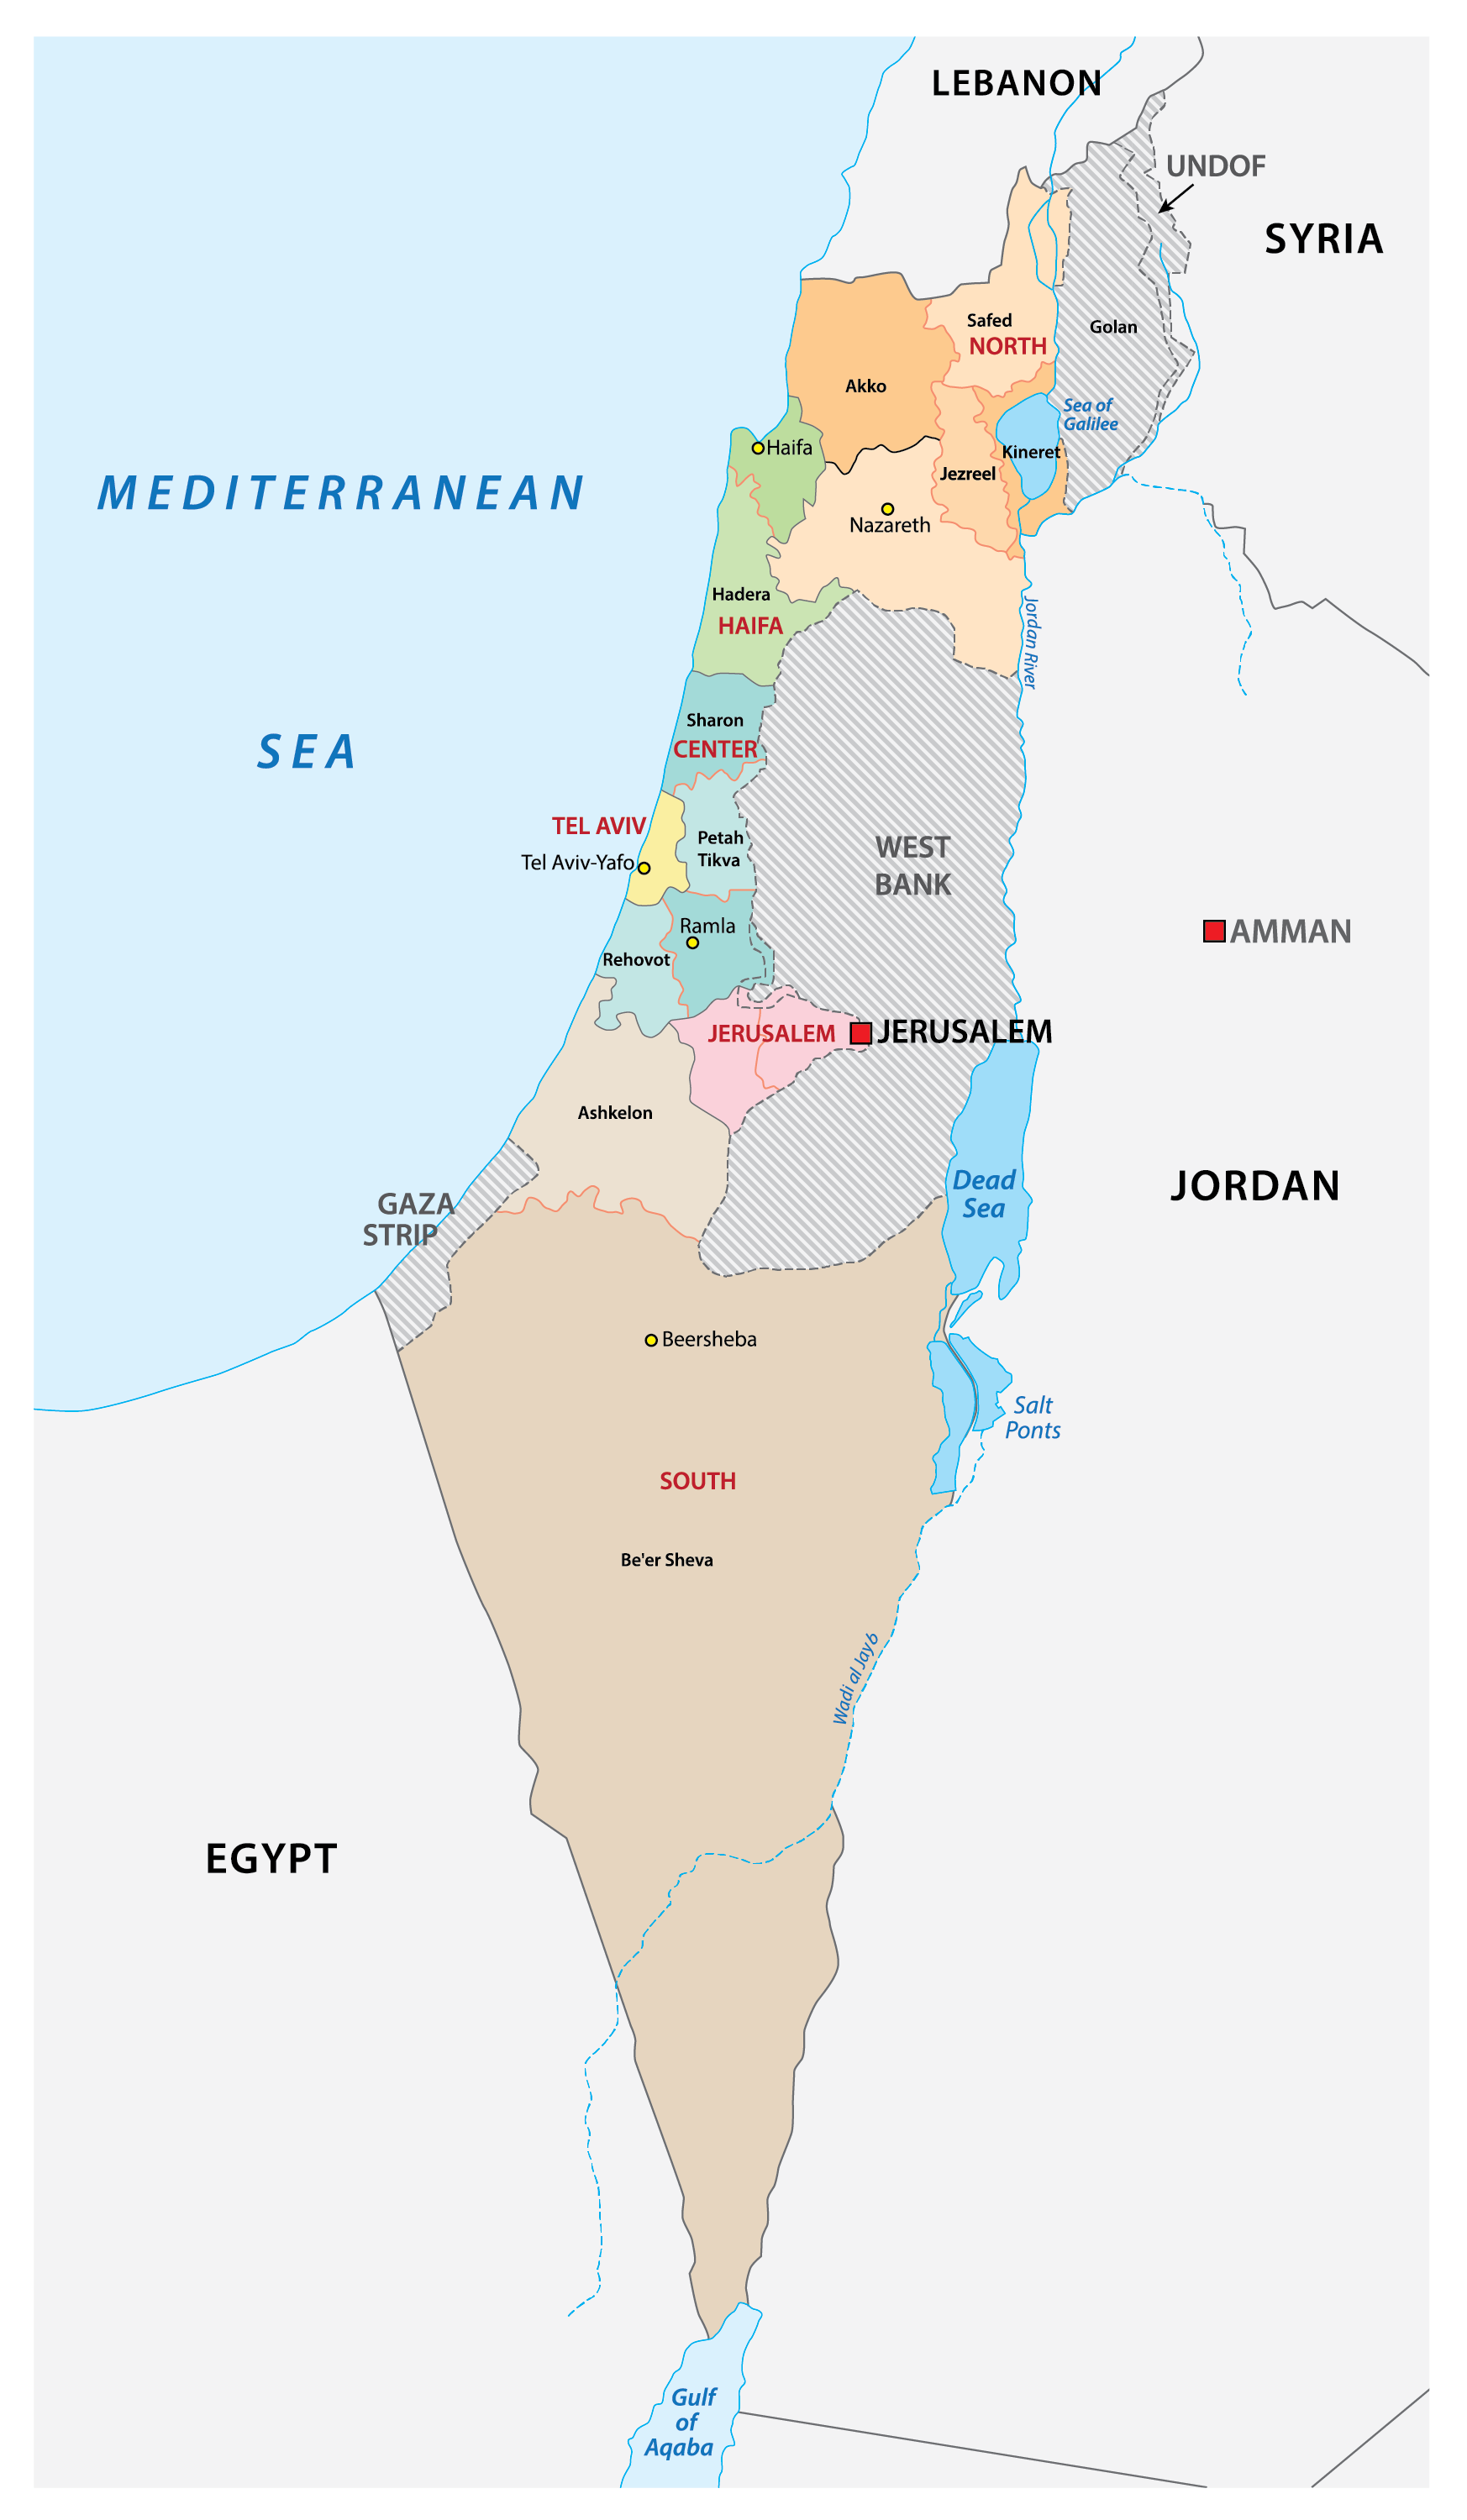 LEBANON
UNDOF
SYRIA
Safed
NORTH
Golan
Akko
Sea of
Galilee
Haifa
Kineret
Jezreel
MEDITERRANEAN
Nazareth
Hadera
HAIFA
Jordan River
Sharon
CENTER
SEA
TEL AVIV
Petah
Tikva
WEST
BANK
Tel Aviv-Yafo
Ramla
AMMAN
Rehovot
JERUSALEM
JERUSALEM
Ashkelon
Dead
Sea
JORDAN
GAZA
STRIP
Beersheba
Salt
Ponts
SOUTH
Be'er Sheva
Wadi al Jayb
EGYPT
Gulf
of
Aqaba